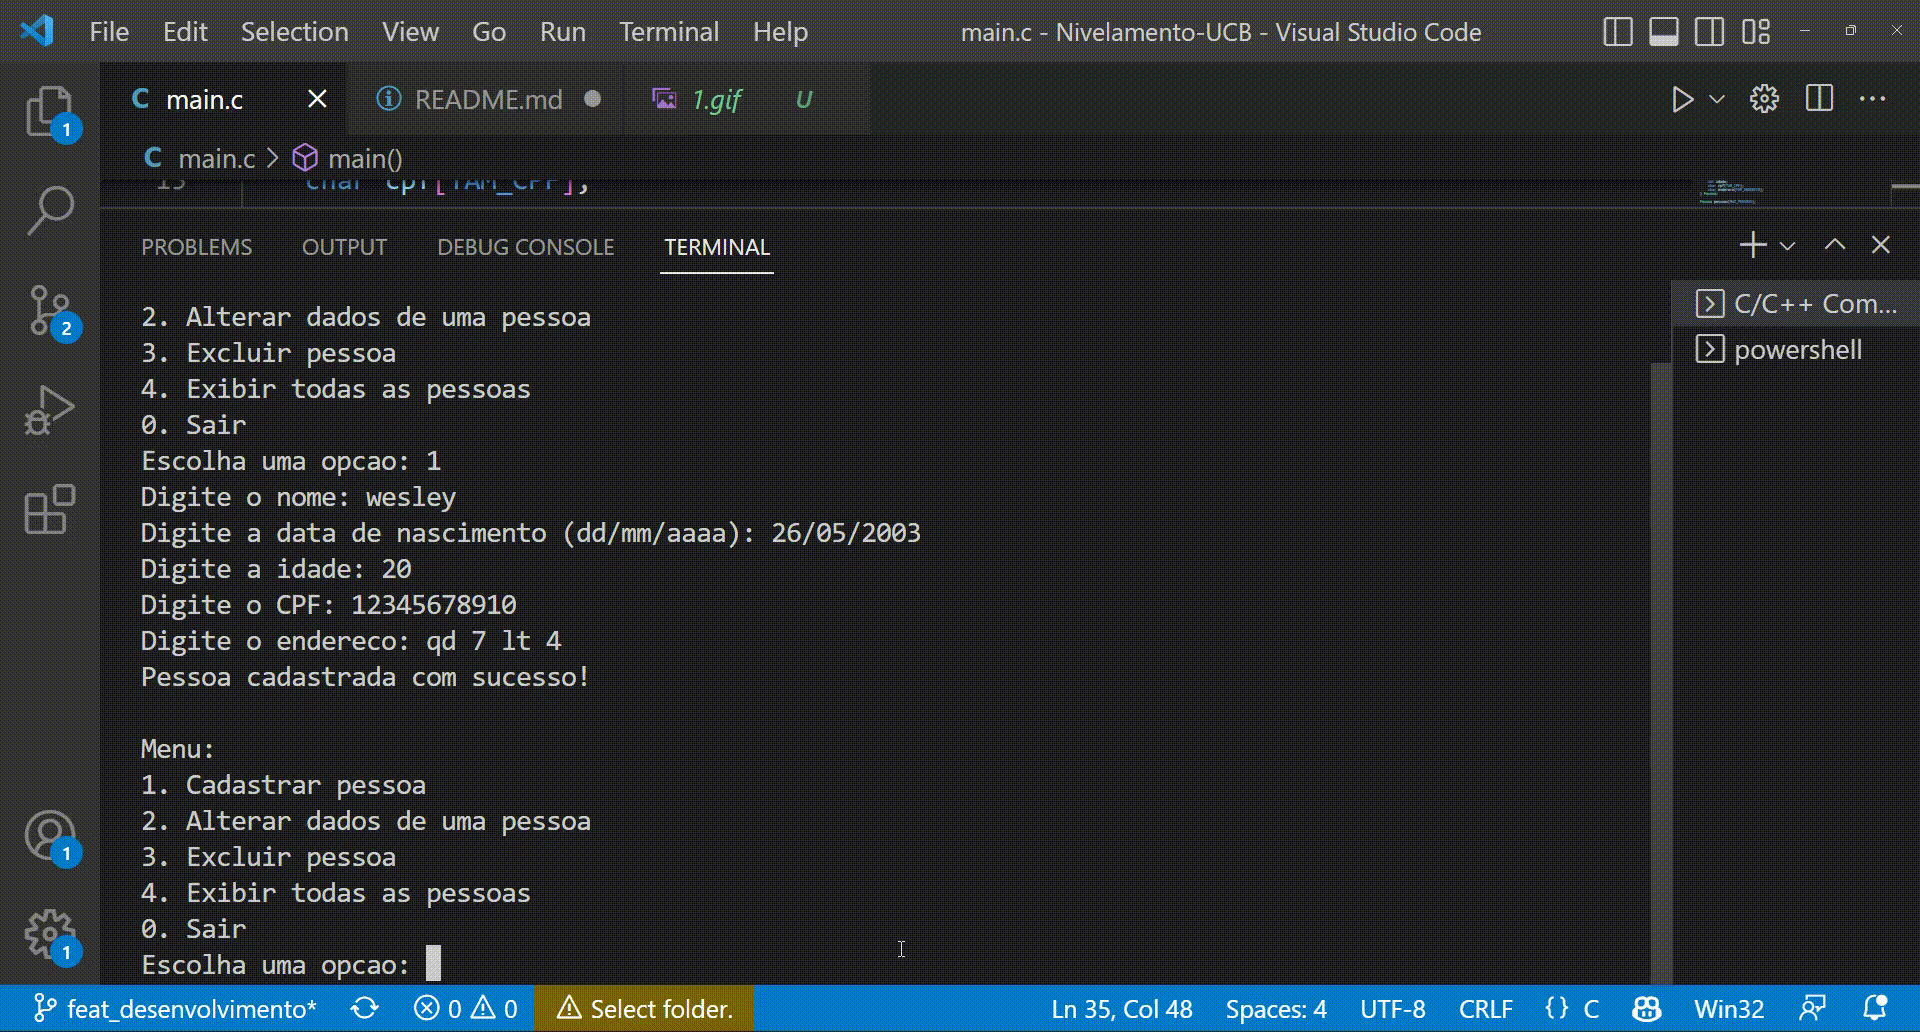 File Edit Selection View Go Run Terminal Help main.c - Nivelamento-UCB - Visual Studio Code
C main.c README.md 1.gif U
C main.c > main()
13 char cpf[TAM_CPF];
PROBLEMS OUTPUT DEBUG CONSOLE TERMINAL
C/C++ Com...
powershell
2. Alterar dados de uma pessoa
3. Excluir pessoa
4. Exibir todas as pessoas
0. Sair
Escolha uma opcao: 1
Digite o nome: wesley
Digite a data de nascimento (dd/mm/aaaa): 26/05/2003
Digite a idade: 20
Digite o CPF: 12345678910
Digite o endereco: qd 7 lt 4
Pessoa cadastrada com sucesso!
Menu:
1. Cadastrar pessoa
2. Alterar dados de uma pessoa
3. Excluir pessoa
4. Exibir todas as pessoas
0. Sair
Escolha uma opcao:
1
2
1
1
feat_desenvolvimento* 0 0 Select folder. Ln 35, Col 48 Spaces: 4 UTF-8 CRLF {} C Win32